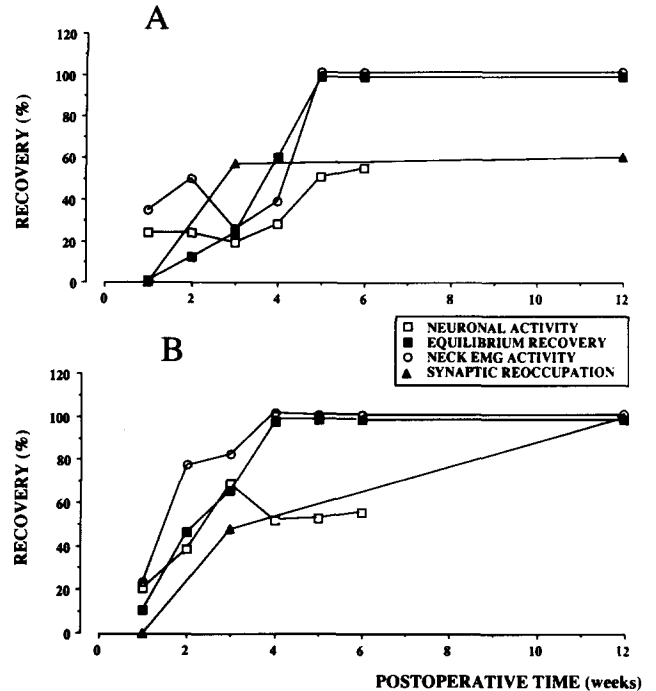 A
120
100
80
60
40
20
0
RECOVERY (%)
0 2 4 6 8 10 12
NEURONAL ACTIVITY
EQUILIBRIUM RECOVERY
NECK EMG ACTIVITY
SYNAPTIC REOCCUPATION
B
120
100
80
60
40
20
0
RECOVERY (%)
0 2 4 6 8 10 12
POSTOPERATIVE TIME (weeks)